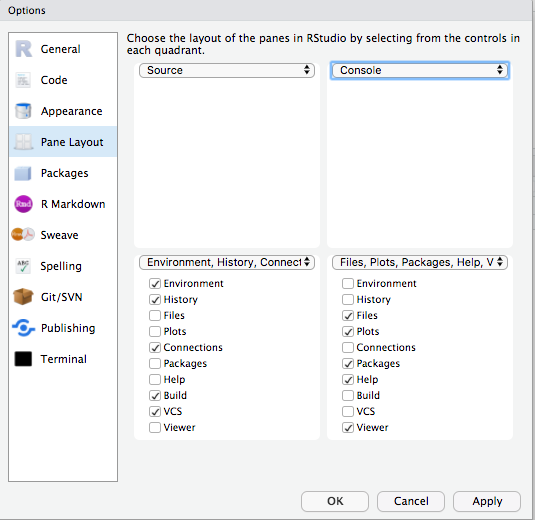 Options
General
Code
Appearance
Pane Layout
Packages
R Markdown
Sweave
Spelling
Git/SVN
Publishing
Terminal
Choose the layout of the panes in RStudio by selecting from the controls in
each quadrant.
Source
Console
Environment, History, Connect
Environment
History
Files
Plots
Connections
Packages
Help
Build
VCS
Viewer
Files, Plots, Packages, Help, V
Environment
History
Files
Plots
Connections
Packages
Help
Build
VCS
Viewer
OK
Cancel
Apply